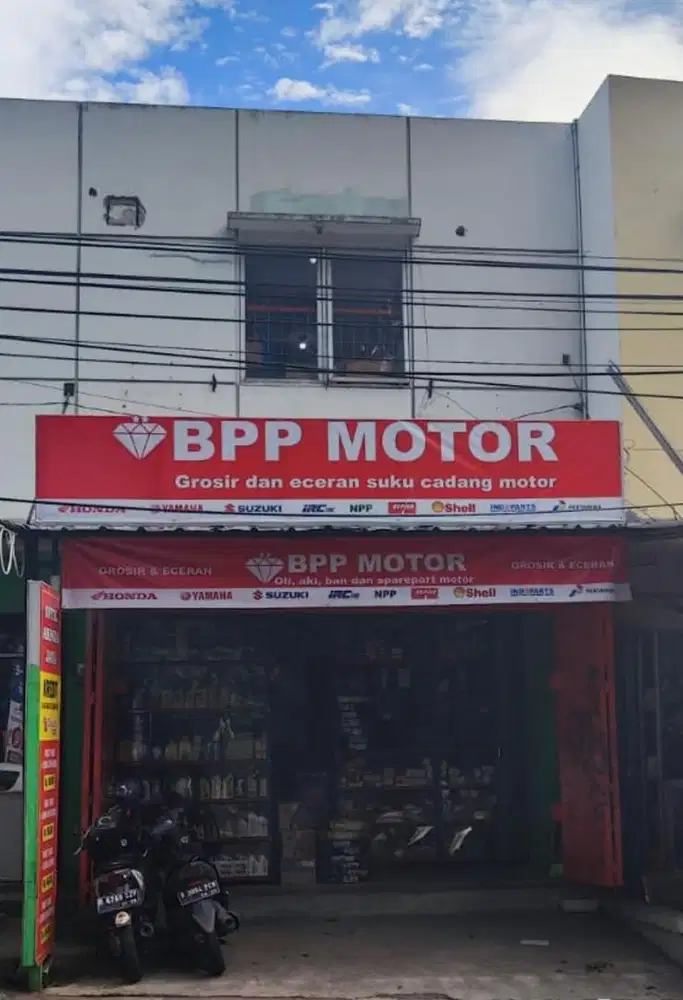 BPP MOTOR
Grosir dan eceran suku cadang motor
HONDA YAMAHA SUZUKI IRC NPP Shell INDOPARTS PERTAMINA
GROSIR & ECERAN BPP MOTOR GROSIR & ECERAN
Oli, aki, ban dan sparepart motor
HONDA YAMAHA SUZUKI IRC NPP Shell INDOPARTS PERTAMINA
KREDIT